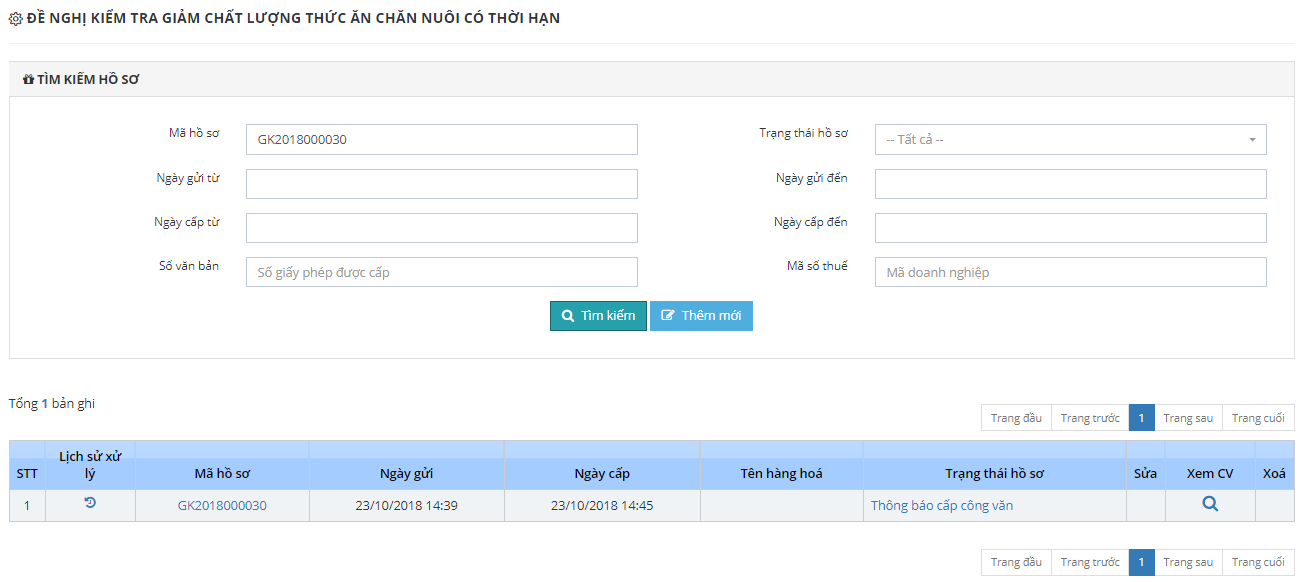 ĐỀ NGHỊ KIỂM TRA GIẢM CHẤT LƯỢNG THỨC ĂN CHĂN NUÔI CÓ THỜI HẠN
TÌM KIẾM HỒ SƠ
Mã hồ sơ GK2018000030 Trạng thái hồ sơ -- Tất cả --
Ngày gửi từ Ngày gửi đến
Ngày cấp từ Ngày cấp đến
Số văn bản Số giấy phép được cấp Mã số thuế Mã doanh nghiệp
Tìm kiếm Thêm mới
Tổng 1 bản ghi
Trang đầu Trang trước 1 Trang sau Trang cuối
STT Lịch sử xử lý Mã hồ sơ Ngày gửi Ngày cấp Tên hàng hoá Trạng thái hồ sơ Sửa Xem CV Xoá
1 GK2018000030 23/10/2018 14:39 23/10/2018 14:45 Thông báo cấp công văn
Trang đầu Trang trước 1 Trang sau Trang cuối